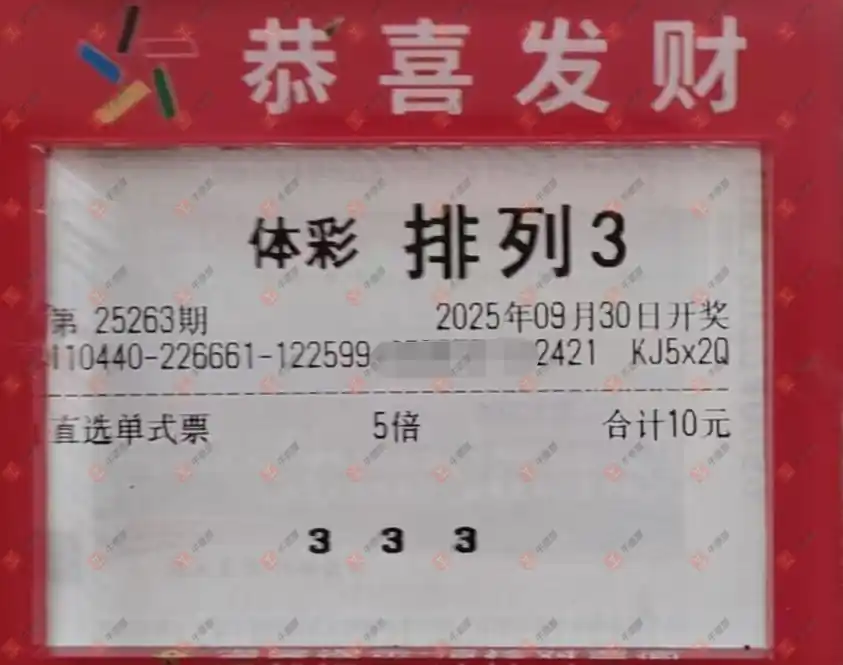 恭喜发财
体彩 排列3
第 25263期 2025年09月30日开奖
110440-226661-122599 2421 KJ5x2Q
直选单式票 5倍 合计10元
3 3 3